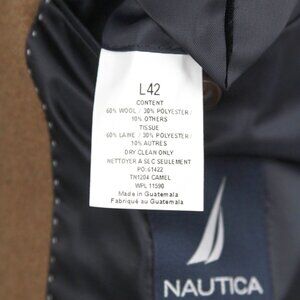 L42
CONTENT
60% WOOL / 30% POLYESTER /
10% OTHERS
TISSUE
60% LAINE / 30% POLYESTER /
10% AUTRES
DRY CLEAN ONLY
NETTOYER A SEC SEULEMENT
PO:61422
TN1204 CAMEL
WPL 11590
Made in Guatemala
Fabriqué au Guatemala
NAUTICA